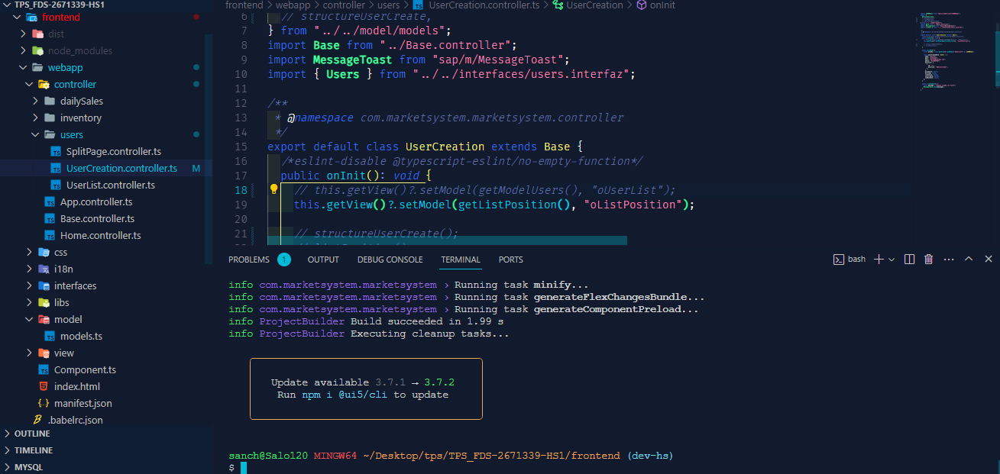 TPS_FDS-2671339-HS1
frontend
dist
node_modules
webapp
controller
dailySales
inventory
users
SplitPage.controller.ts
UserCreation.controller.ts M
UserList.controller.ts
App.controller.ts
Base.controller.ts
Home.controller.ts
css
i18n
interfaces
libs
model
models.ts
view
Component.ts
index.html
manifest.json
.babelrc.json
OUTLINE
TIMELINE
MYSQL
frontend > webapp > controller > users > TS UserCreation.controller.ts > UserCreation > onInit
6 // structureUserCreate,
7 } from "../../model/models";
8 import Base from "../Base.controller";
9 import MessageToast from "sap/m/MessageToast";
10 import { Users } from "../../interfaces/users.interfaz";
11
12 /**
13 * @namespace com.marketsystem.marketsystem.controller
14 */
15 export default class UserCreation extends Base {
16 /*eslint-disable @typescript-eslint/no-empty-function*/
17 public onInit(): void {
18 // this.getView()?.setModel(getModelUsers(), "oUserList");
19 this.getView()?.setModel(getListPosition(), "oListPosition");
20
21 // structureUserCreate();
PROBLEMS 1 OUTPUT DEBUG CONSOLE TERMINAL PORTS bash
info com.marketsystem.marketsystem › Running task minify...
info com.marketsystem.marketsystem › Running task generateFlexChangesBundle...
info com.marketsystem.marketsystem › Running task generateComponentPreload...
info ProjectBuilder Build succeeded in 1.99 s
info ProjectBuilder Executing cleanup tasks...
Update available 3.7.1 → 3.7.2
Run npm i @ui5/cli to update
sanch@Salo120 MINGW64 ~/Desktop/tps/TPS_FDS-2671339-HS1/frontend (dev-hs)
$